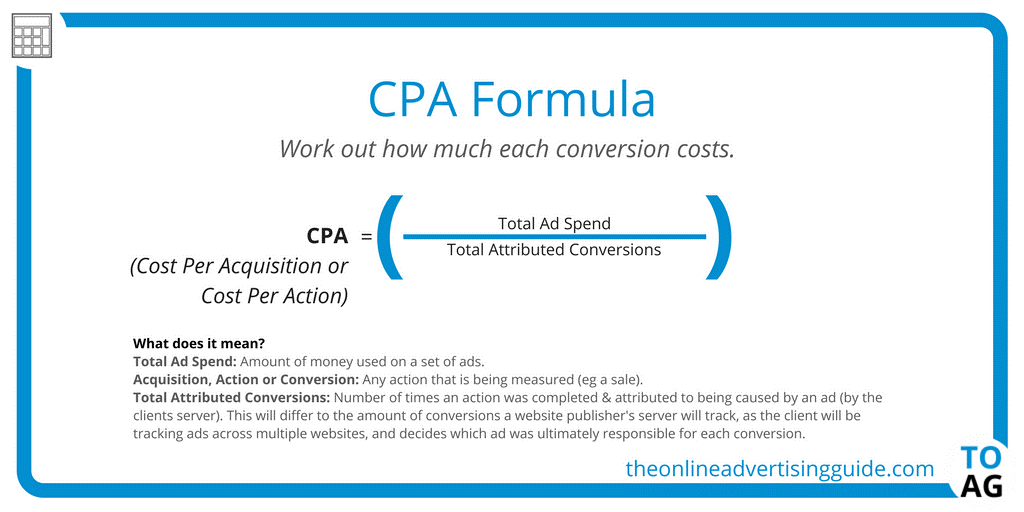 CPA Formula
Work out how much each conversion costs.
CPA = ( Total Ad Spend
Total Attributed Conversions )
(Cost Per Acquisition or
Cost Per Action)
What does it mean?
Total Ad Spend: Amount of money used on a set of ads.
Acquisition, Action or Conversion: Any action that is being measured (eg a sale).
Total Attributed Conversions: Number of times an action was completed & attributed to being caused by an ad (by the
clients server). This will differ to the amount of conversions a website publisher's server will track, as the client will be
tracking ads across multiple websites, and decides which ad was ultimately responsible for each conversion.
theonlineadvertisingguide.com
TO
AG